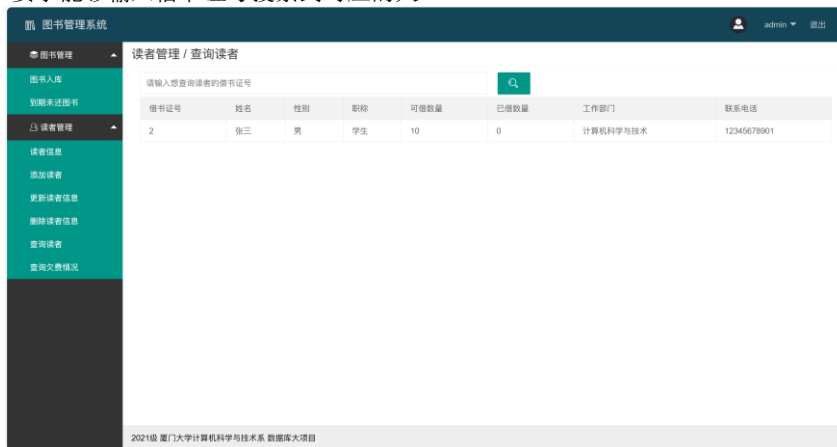 图书管理系统
admin 退出
图书管理
图书入库
到期未还图书
读者管理
读者信息
添加读者
更新读者信息
删除读者信息
查询读者
查询欠费情况
读者管理 / 查询读者
请输入想查询读者的借书证号
借书证号 姓名 性别 职称 可借数量 已借数量 工作部门 联系电话
2 张三 男 学生 10 0 计算机科学与技术 12345678901
2021级 厦门大学计算机科学与技术系 数据库大项目